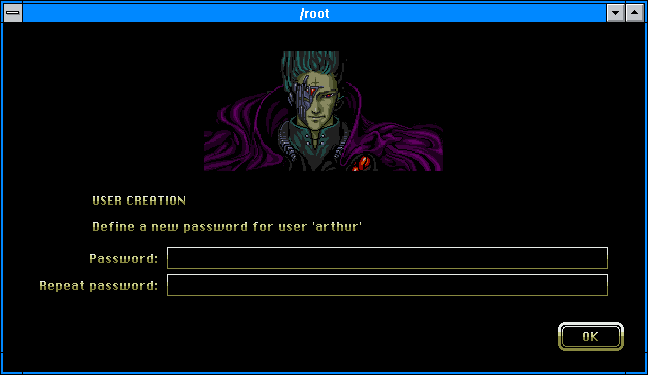 /root
USER CREATION
Define a new password for user 'arthur'
Password:
Repeat password:
OK